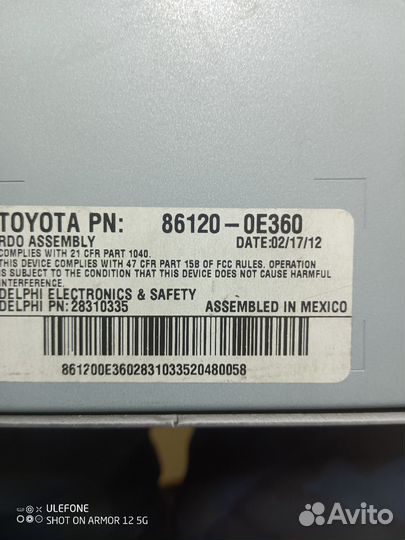 TOYOTA PN: 86120-0E360
RDO ASSEMBLY DATE:02/17/12
COMPLIES WITH 21 CFR PART 1040.
THIS DEVICE COMPLIES WITH 47 CFR PART 15B OF FCC RULES. OPERATION
IS SUBJECT TO THE CONDITION THAT THIS DEVICE DOES NOT CAUSE HARMFUL
INTERFERENCE.
DELPHI ELECTRONICS & SAFETY
DELPHI PN: 28310335 ASSEMBLED IN MEXICO
861200E3602831033520480058
ULEFONE
SHOT ON ARMOR 12 5G
Avito